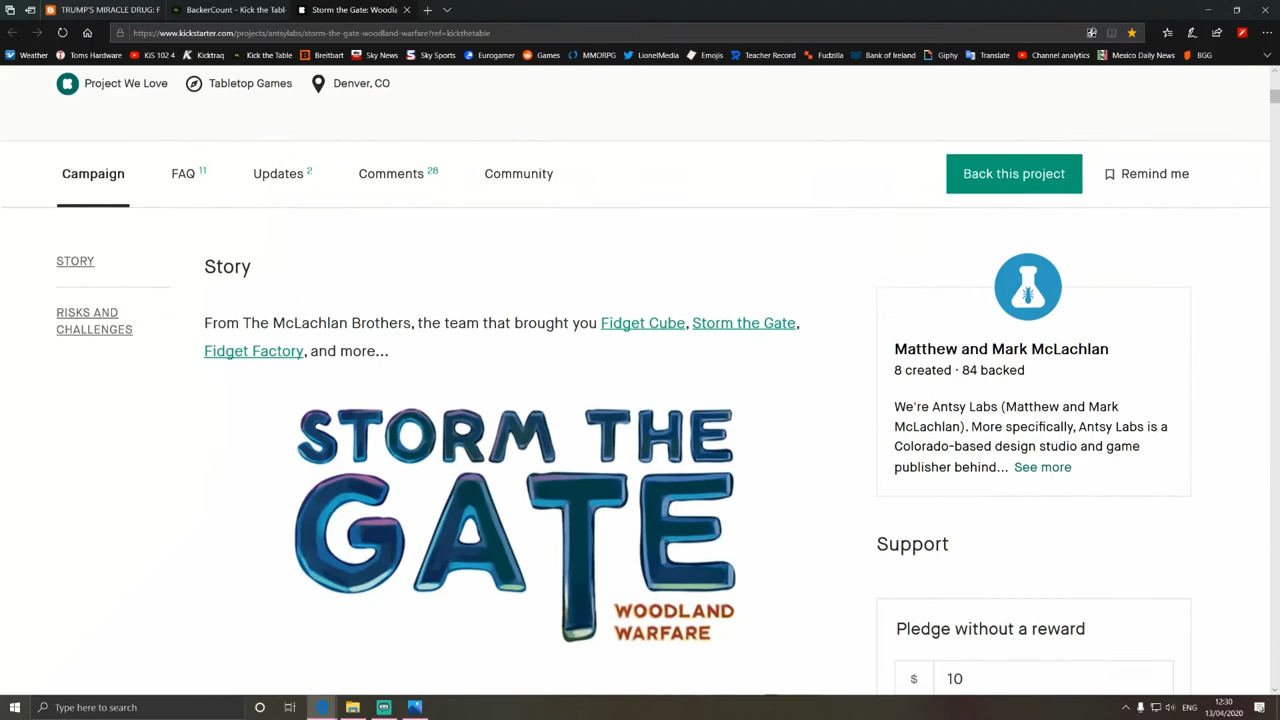 TRUMP'S MIRACLE DRUG: F
BackerCount - Kick the Tabl
Storm the Gate: Woodla
https://www.kickstarter.com/projects/antsylabs/storm-the-gate-woodland-warfare?ref=kickthetable
Weather
Toms Hardware
KiS 102 4
Kicktraq
Kick the Table
Breitbart
Sky News
Sky Sports
Eurogamer
Games
MMORPG
LionelMedia
Emojis
Teacher Record
Fudzilla
Bank of Ireland
Giphy
Translate
Channel analytics
Mexico Daily News
BGG
Project We Love
Tabletop Games
Denver, CO
Campaign
FAQ 11
Updates 2
Comments 28
Community
Back this project
Remind me
STORY
RISKS AND
CHALLENGES
Story
From The McLachlan Brothers, the team that brought you Fidget Cube, Storm the Gate,
Fidget Factory, and more...
STORM THE
GATE
WOODLAND
WARFARE
Matthew and Mark McLachlan
8 created · 84 backed
We're Antsy Labs (Matthew and Mark
McLachlan). More specifically, Antsy Labs is a
Colorado-based design studio and game
publisher behind... See more
Support
Pledge without a reward
$ 10
Type here to search
ENG
12:30
13/04/2020